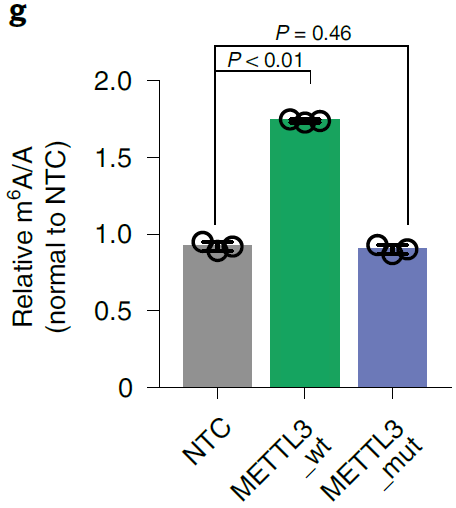 g
P = 0.46
P < 0.01
Relative m⁶A/A
(normal to NTC)
2.0
1.5
1.0
0.5
0
NTC
METTL3
_wt
METTL3
_mut